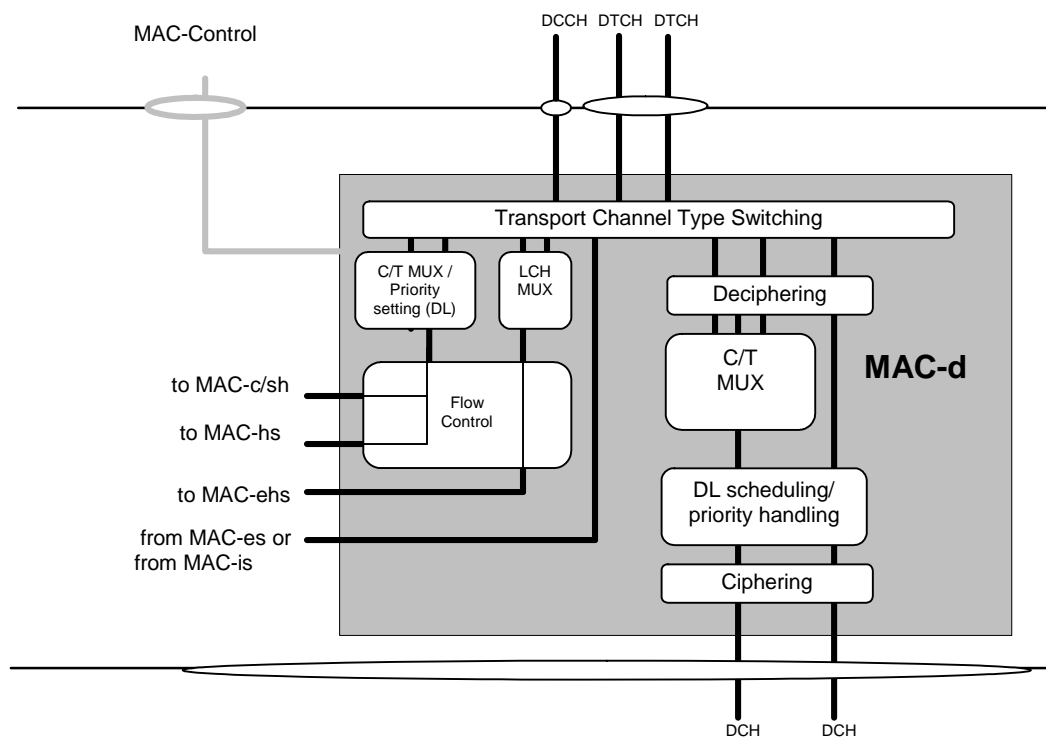 DCCH DTCH DTCH
MAC-Control
Transport Channel Type Switching
C/T MUX /
Priority
setting (DL)
LCH
MUX
Deciphering
C/T
MUX
MAC-d
to MAC-c/sh
Flow
Control
to MAC-hs
to MAC-ehs
DL scheduling/
priority handling
from MAC-es or
from MAC-is
Ciphering
DCH DCH